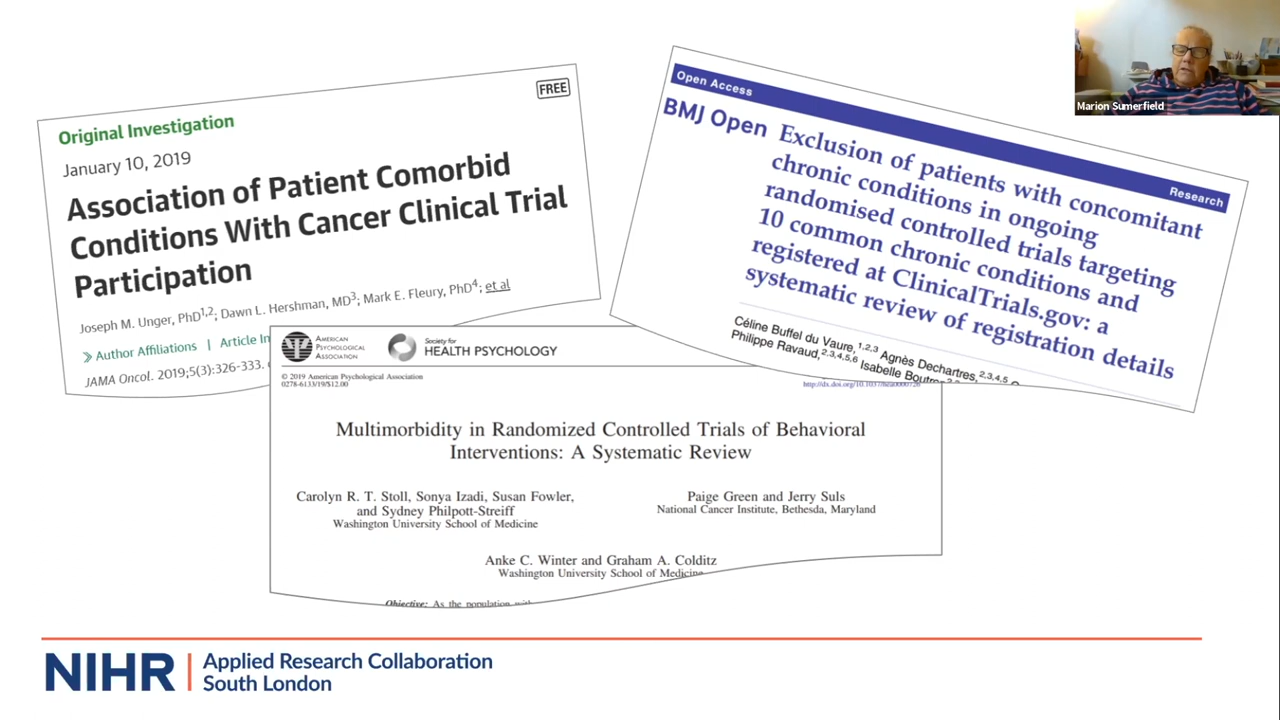 FREE
Original Investigation
January 10, 2019
Association of Patient Comorbid
Conditions With Cancer Clinical Trial
Participation
Joseph M. Unger, PhD1,2; Dawn L. Hershman, MD3; Mark E. Fleury, PhD4; et al
Author Affiliations | Article In
JAMA Oncol. 2019;5(3):326-333.
Open Access
Research
BMJ Open
Exclusion of patients with concomitant
chronic conditions in ongoing
randomised controlled trials targeting
10 common chronic conditions and
registered at ClinicalTrials.gov: a
systematic review of registration details
Céline Buffel du Vaure,1,2,3 Agnès Dechartres,2,3,4,5
Philippe Ravaud,2,3,4,5,6 Isabelle Boutro
Marion Sumerfield
AMERICAN
PSYCHOLOGICAL
ASSOCIATION
Society for
HEALTH PSYCHOLOGY
© 2019 American Psychological Association
0278-6133/19/$12.00
Multimorbidity in Randomized Controlled Trials of Behavioral
Interventions: A Systematic Review
Carolyn R. T. Stoll, Sonya Izadi, Susan Fowler,
and Sydney Philpott-Streiff
Washington University School of Medicine
Paige Green and Jerry Suls
National Cancer Institute, Bethesda, Maryland
Anke C. Winter and Graham A. Colditz
Washington University School of Medicine
Objective: As the population with
NIHR | Applied Research Collaboration
South London